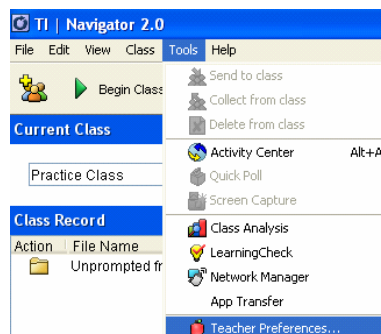 TI | Navigator 2.0
File Edit View Class Tools Help
Send to class
Collect from class
Begin Class
Delete from class
Current Class
Activity Center Alt+A
Quick Poll
Practice Class
Screen Capture
Class Record
Class Analysis
Action File Name
LearningCheck
Unprompted fr
Network Manager
App Transfer
Teacher Preferences...